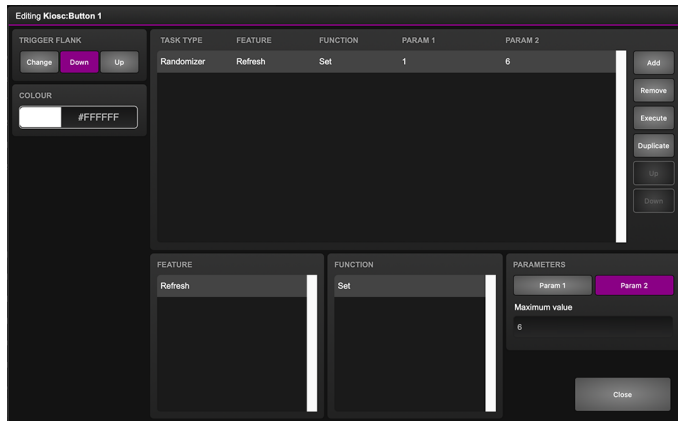 Editing Kiosc:Button 1
TRIGGER FLANK
Change Down Up
COLOUR
#FFFFFF
TASK TYPE FEATURE FUNCTION PARAM 1 PARAM 2
Randomizer Refresh Set 1 6
Add
Remove
Execute
Duplicate
Up
Down
FEATURE
Refresh
FUNCTION
Set
PARAMETERS
Param 1 Param 2
Maximum value
6
Close